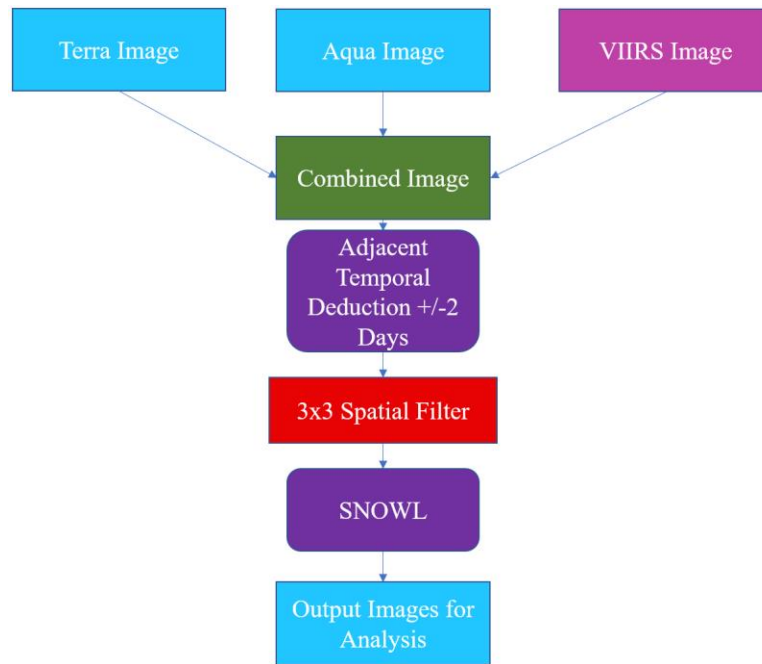 Terra Image
Aqua Image
VIIRS Image
Combined Image
Adjacent
Temporal
Deduction +/-2
Days
3x3 Spatial Filter
SNOWL
Output Images for
Analysis